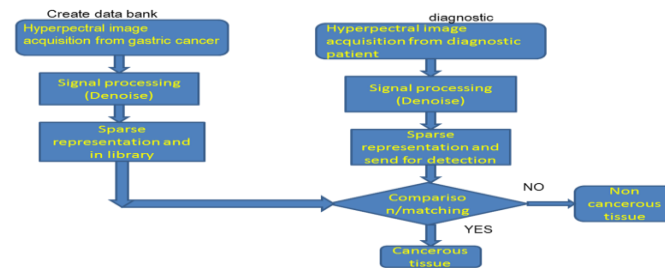 Create data bank
Hyperpectral image
acquisition from gastric cancer
Signal processing
(Denoise)
Sparse
representation and
in library
diagnostic
Hyperpectral image
acquisition from diagnostic
patient
Signal processing
(Denoise)
Sparse
representation and
send for detection
Compariso
n/matching
NO
Non
cancerous
tissue
YES
Cancerous
tissue